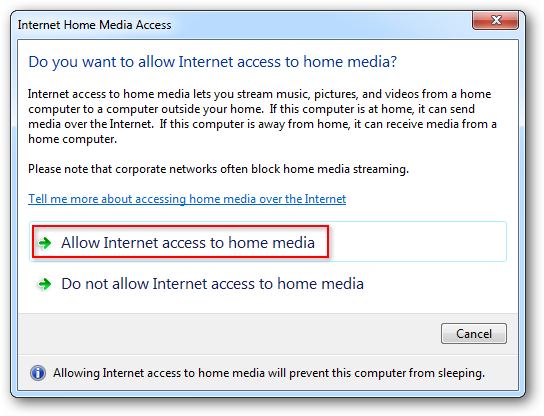 Internet Home Media Access
Do you want to allow Internet access to home media?
Internet access to home media lets you stream music, pictures, and videos from a home
computer to a computer outside your home.  If this computer is at home, it can send
media over the Internet.  If this computer is away from home, it can receive media from a
home computer.
Please note that corporate networks often block home media streaming.
Tell me more about accessing home media over the Internet
Allow Internet access to home media
Do not allow Internet access to home media
Cancel
Allowing Internet access to home media will prevent this computer from sleeping.